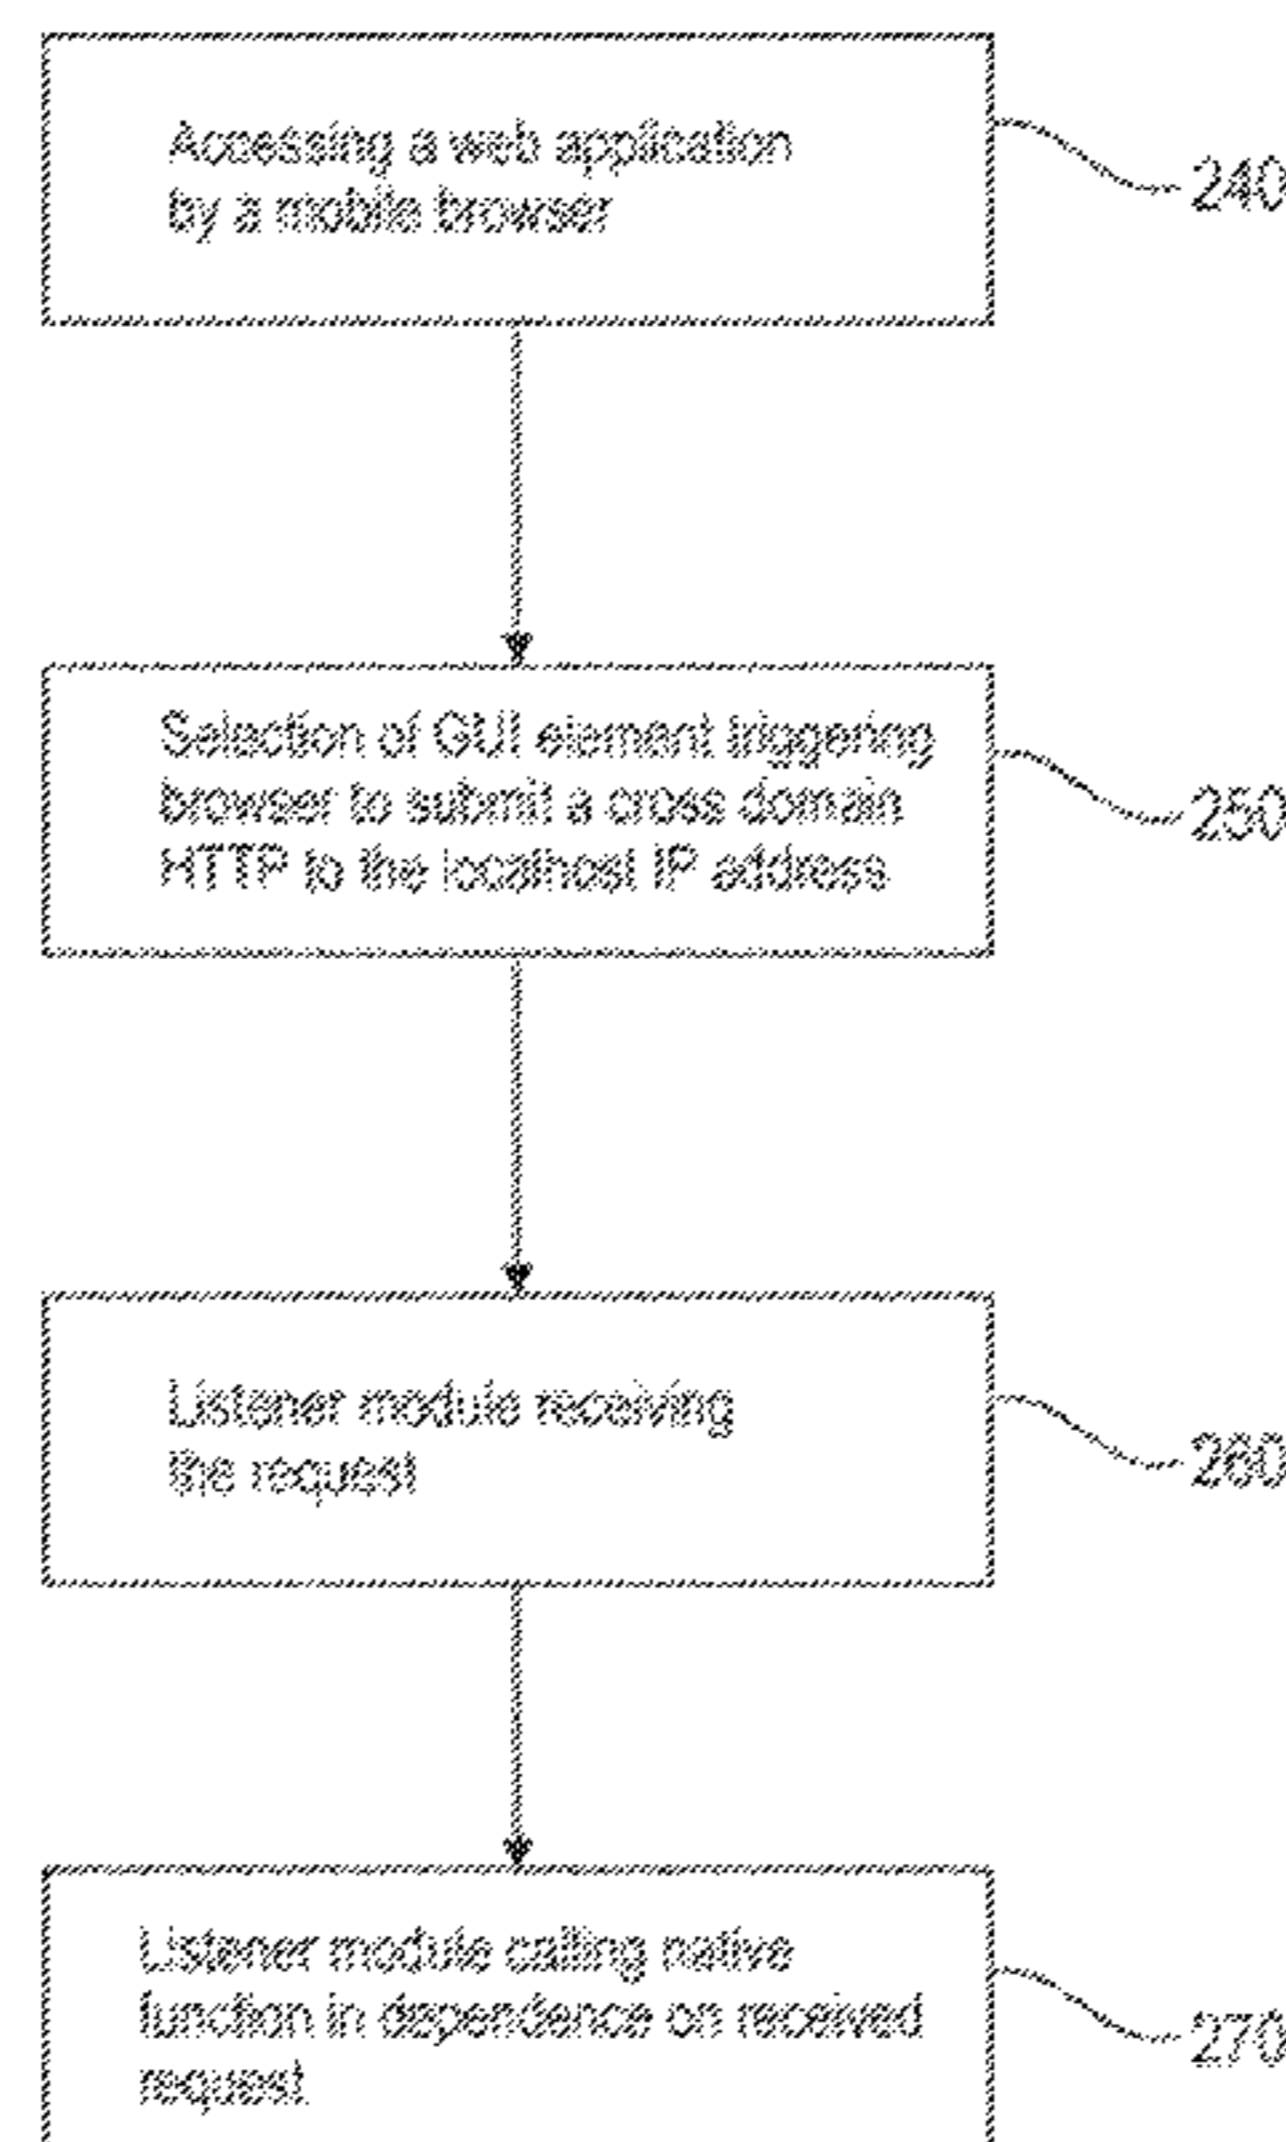 Accessing a web application
by a mobile browser
240
Selection of GUI element triggering
browser to submit a cross domain
HTTP to the localhost IP address
250
Listener module receiving
the request
260
Listener module calling native
function in dependence on received
request.
270